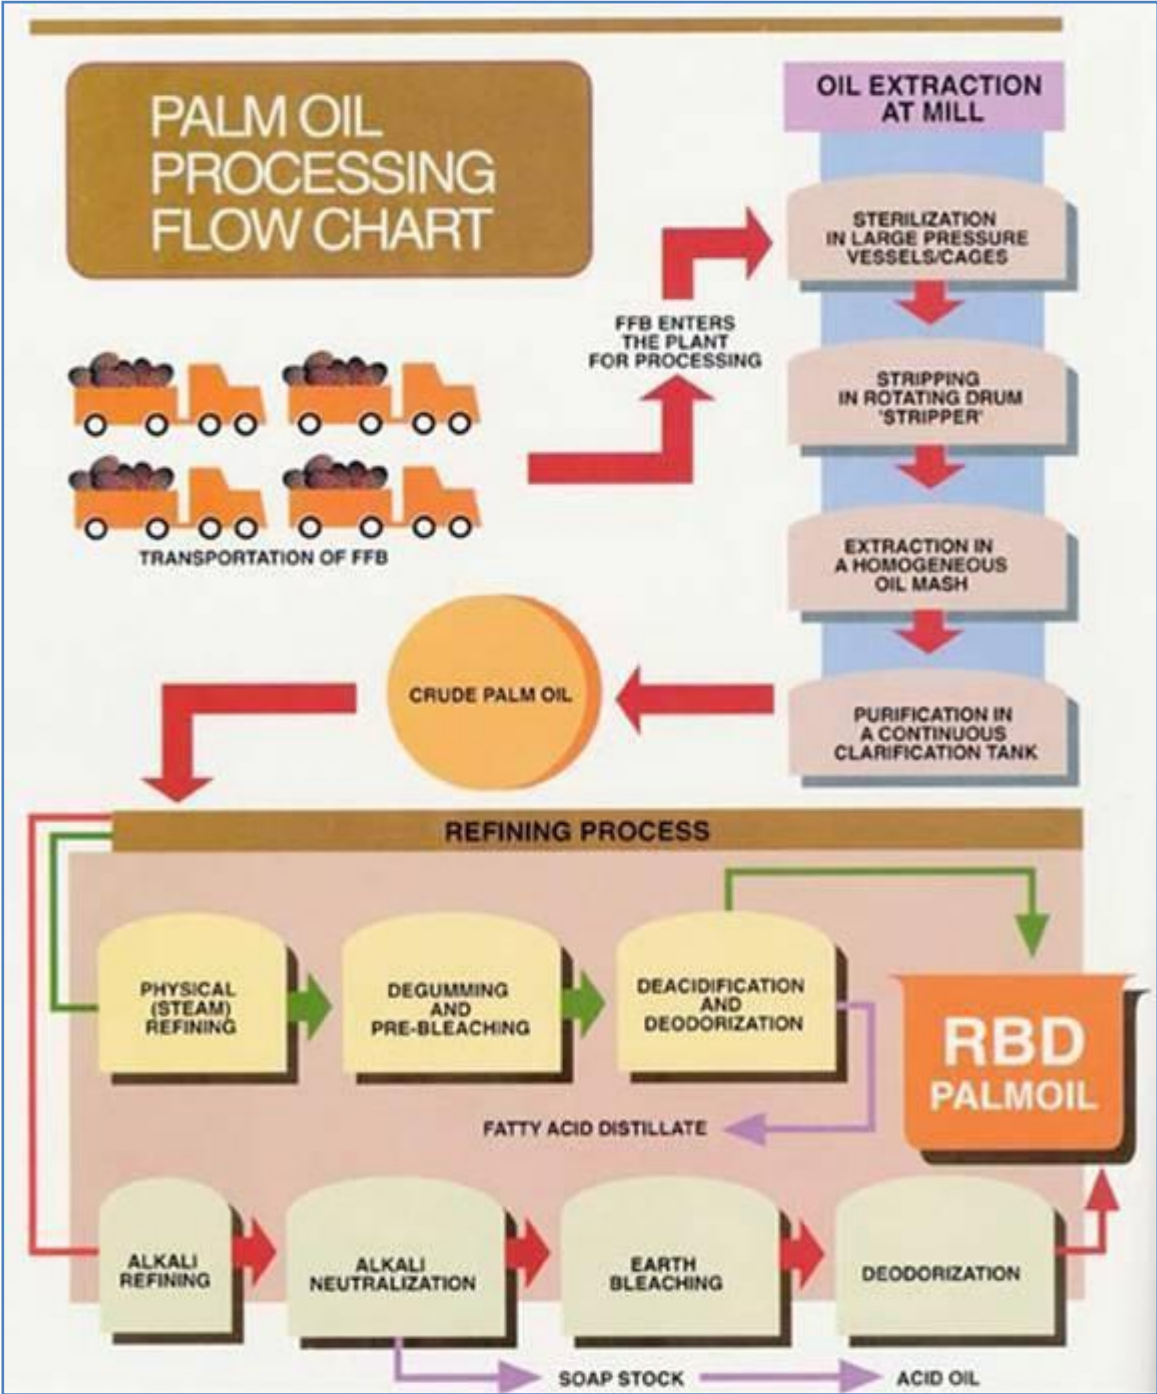 PALM OIL
PROCESSING
FLOW CHART
OIL EXTRACTION
AT MILL
STERILIZATION
IN LARGE PRESSURE
VESSELS/CAGES
FFB ENTERS
THE PLANT
FOR PROCESSING
STRIPPING
IN ROTATING DRUM
'STRIPPER'
TRANSPORTATION OF FFB
EXTRACTION IN
A HOMOGENEOUS
OIL MASH
CRUDE PALM OIL
PURIFICATION IN
A CONTINUOUS
CLARIFICATION TANK
REFINING PROCESS
PHYSICAL
(STEAM)
REFINING
DEGUMMING
AND
PRE-BLEACHING
DEACIDIFICATION
AND
DEODORIZATION
RBD
PALMOIL
FATTY ACID DISTILLATE
ALKALI
REFINING
ALKALI
NEUTRALIZATION
EARTH
BLEACHING
DEODORIZATION
SOAP STOCK
ACID OIL